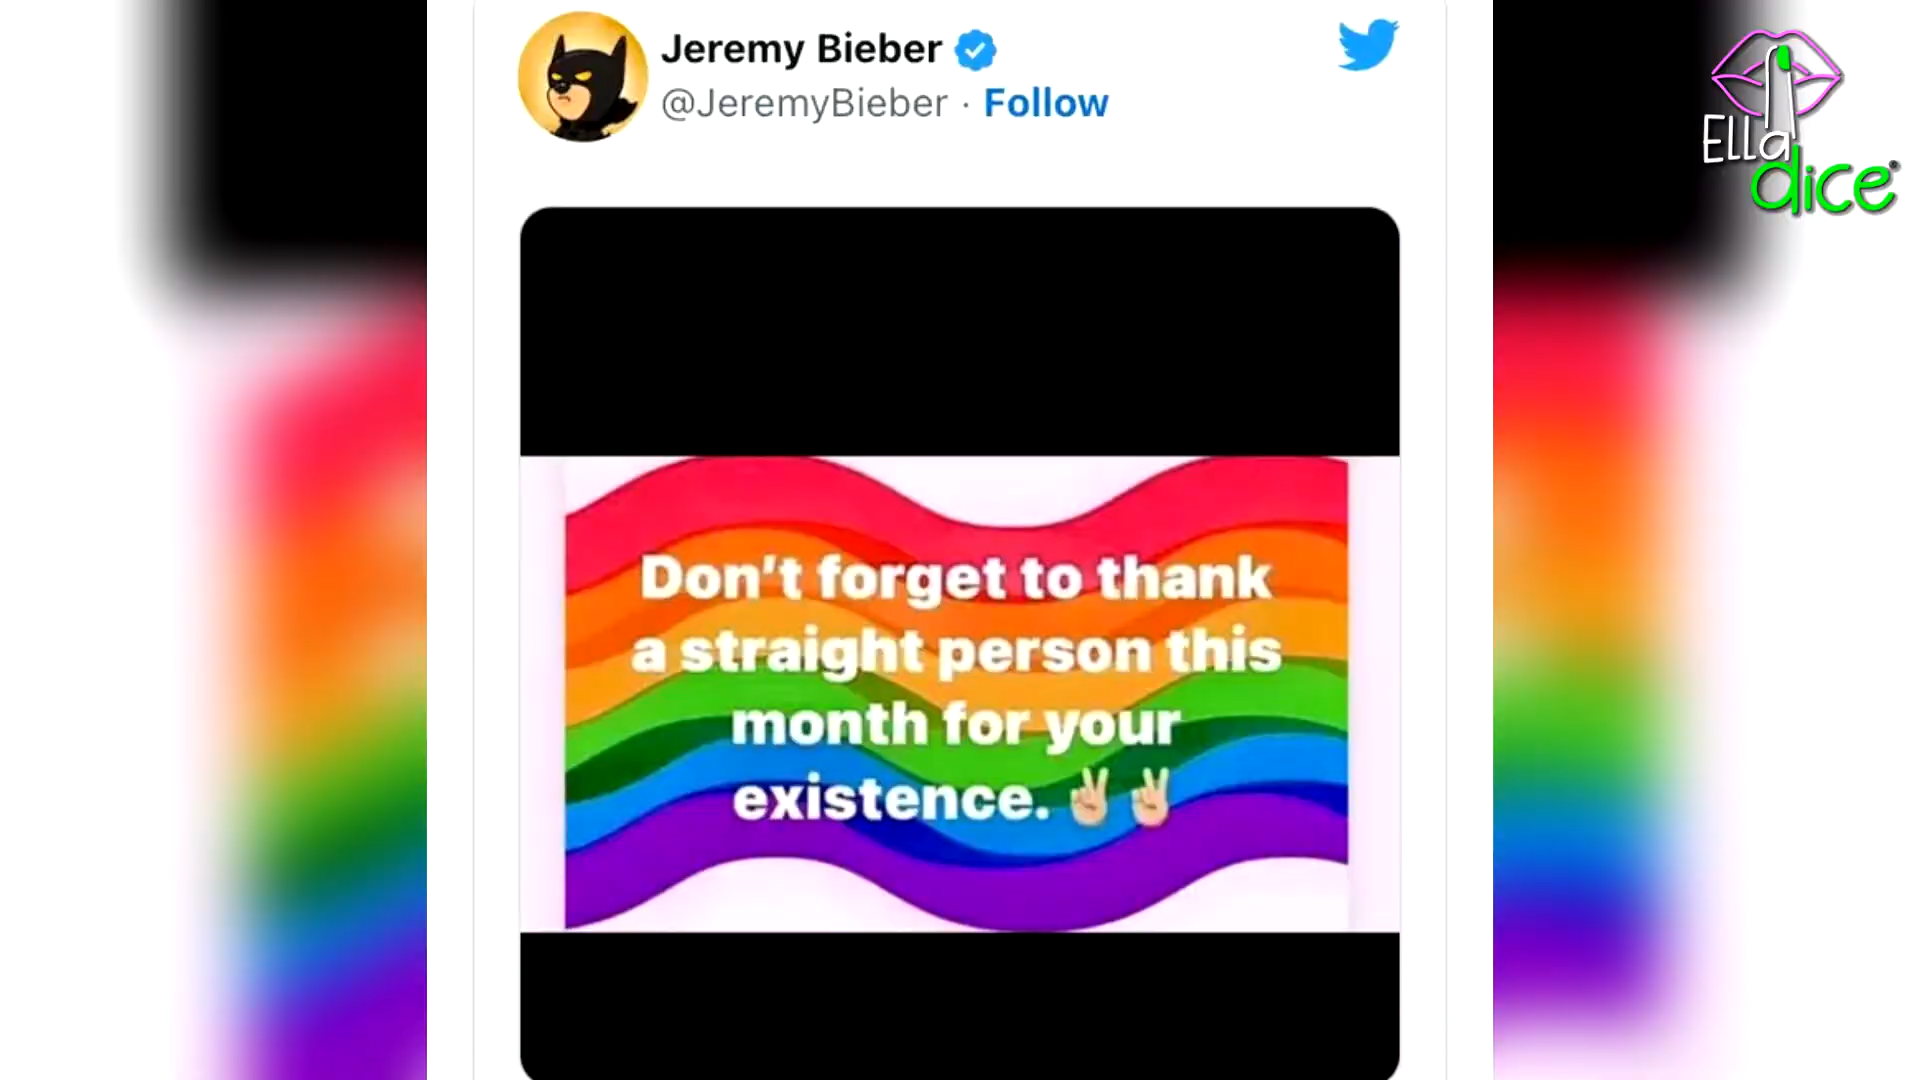 Jeremy Bieber
@JeremyBieber · Follow
Ella
dice
Don't forget to thank
a straight person this
month for your
existence. ✌🏼✌🏼